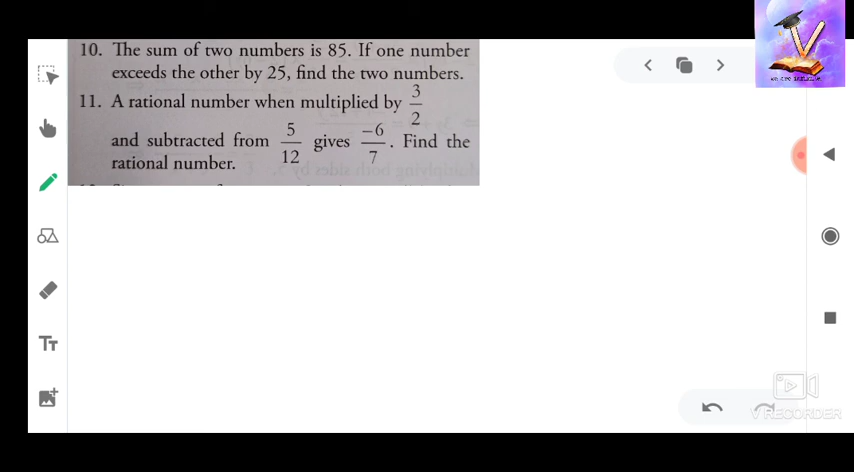 10. The sum of two numbers is 85. If one number
exceeds the other by 25, find the two numbers.
11. A rational number when multiplied by 3/2
and subtracted from 5/12 gives -6/7. Find the
rational number.
Tт
V RECORDER